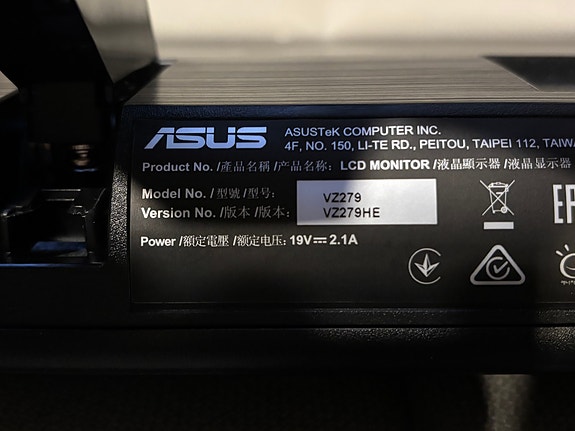 ASUS
ASUSTeK COMPUTER INC.
4F, NO. 150, LI-TE RD., PEITOU, TAIPEI 112,
Product No. /產品名稱 /产品名称: LCD MONITOR /液晶顯示器 /液晶显示器
Model No. / 型號 /型号: VZ279
Version No. /版本 /版本: VZ279HE
Power /額定電壓 /额定电压: 19V⎓ 2.1A